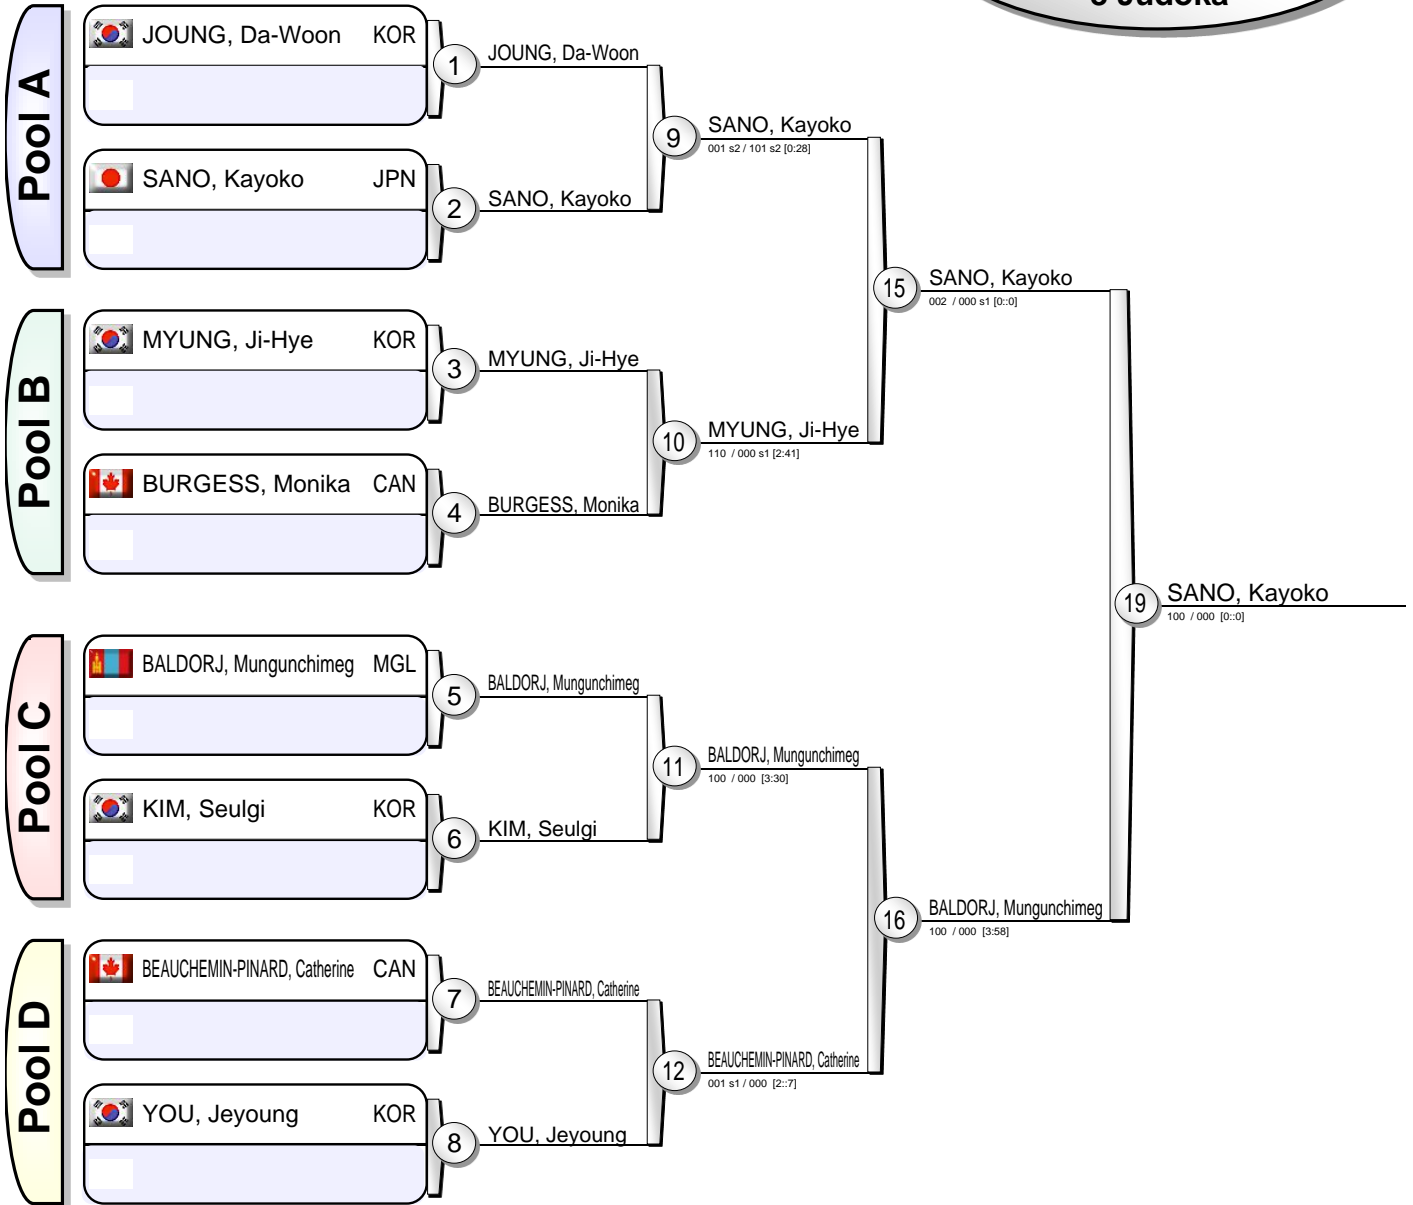 8 Judoka
Pool A
JOUNG, Da-Woon KOR
1
JOUNG, Da-Woon
SANO, Kayoko JPN
2
SANO, Kayoko
9
SANO, Kayoko
001 s2 / 101 s2 [0:28]
Pool B
MYUNG, Ji-Hye KOR
3
MYUNG, Ji-Hye
BURGESS, Monika CAN
4
BURGESS, Monika
10
MYUNG, Ji-Hye
110 / 000 s1 [2:41]
15
SANO, Kayoko
002 / 000 s1 [0::0]
Pool C
BALDORJ, Mungunchimeg MGL
5
BALDORJ, Mungunchimeg
KIM, Seulgi KOR
6
KIM, Seulgi
11
BALDORJ, Mungunchimeg
100 / 000 [3:30]
Pool D
BEAUCHEMIN-PINARD, Catherine CAN
7
BEAUCHEMIN-PINARD, Catherine
YOU, Jeyoung KOR
8
YOU, Jeyoung
12
BEAUCHEMIN-PINARD, Catherine
001 s1 / 000 [2::7]
16
BALDORJ, Mungunchimeg
100 / 000 [3:58]
19
SANO, Kayoko
100 / 000 [0::0]